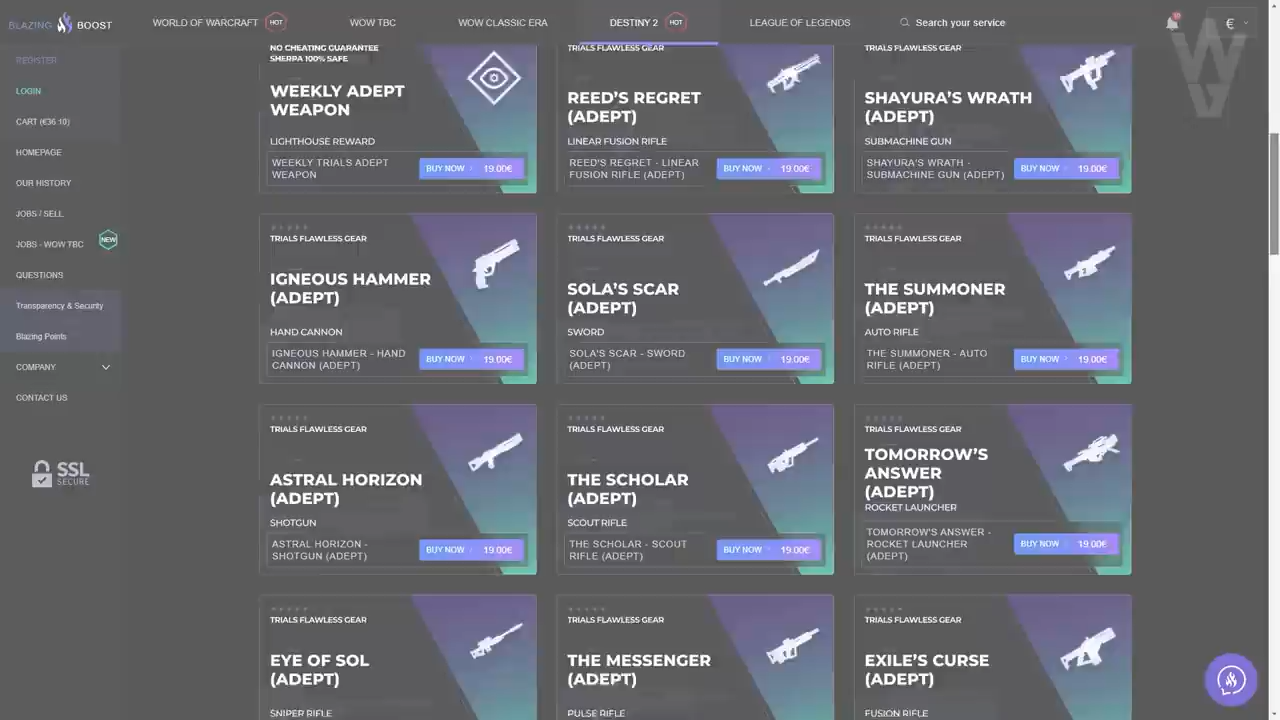 BLAZING BOOST
WORLD OF WARCRAFT HOT
WOW TBC
WOW CLASSIC ERA
DESTINY 2 HOT
LEAGUE OF LEGENDS
Search your service
€
REGISTER
LOGIN
CART (€36.10)
HOMEPAGE
OUR HISTORY
JOBS / SELL
JOBS - WOW TBC NEW
QUESTIONS
Transparency & Security
Blazing Points
COMPANY
CONTACT US
SSL
SECURE
NO CHEATING GUARANTEE
SHERPA 100% SAFE
WEEKLY ADEPT
WEAPON
LIGHTHOUSE REWARD
WEEKLY TRIALS ADEPT
WEAPON
BUY NOW 19.00€
TRIALS FLAWLESS GEAR
REED'S REGRET
(ADEPT)
LINEAR FUSION RIFLE
REED'S REGRET - LINEAR
FUSION RIFLE (ADEPT)
BUY NOW 19.00€
TRIALS FLAWLESS GEAR
SHAYURA'S WRATH
(ADEPT)
SUBMACHINE GUN
SHAYURA'S WRATH -
SUBMACHINE GUN (ADEPT)
BUY NOW 19.00€
TRIALS FLAWLESS GEAR
IGNEOUS HAMMER
(ADEPT)
HAND CANNON
IGNEOUS HAMMER - HAND
CANNON (ADEPT)
BUY NOW 19.00€
TRIALS FLAWLESS GEAR
SOLA'S SCAR
(ADEPT)
SWORD
SOLA'S SCAR - SWORD
(ADEPT)
BUY NOW 19.00€
TRIALS FLAWLESS GEAR
THE SUMMONER
(ADEPT)
AUTO RIFLE
THE SUMMONER - AUTO
RIFLE (ADEPT)
BUY NOW 19.00€
TRIALS FLAWLESS GEAR
ASTRAL HORIZON
(ADEPT)
SHOTGUN
ASTRAL HORIZON -
SHOTGUN (ADEPT)
BUY NOW 19.00€
TRIALS FLAWLESS GEAR
THE SCHOLAR
(ADEPT)
SCOUT RIFLE
THE SCHOLAR - SCOUT
RIFLE (ADEPT)
BUY NOW 19.00€
TRIALS FLAWLESS GEAR
TOMORROW'S
ANSWER
(ADEPT)
ROCKET LAUNCHER
TOMORROW'S ANSWER -
ROCKET LAUNCHER
(ADEPT)
BUY NOW 19.00€
TRIALS FLAWLESS GEAR
EYE OF SOL
(ADEPT)
SNIPER RIFLE
TRIALS FLAWLESS GEAR
THE MESSENGER
(ADEPT)
PULSE RIFLE
TRIALS FLAWLESS GEAR
EXILE'S CURSE
(ADEPT)
FUSION RIFLE